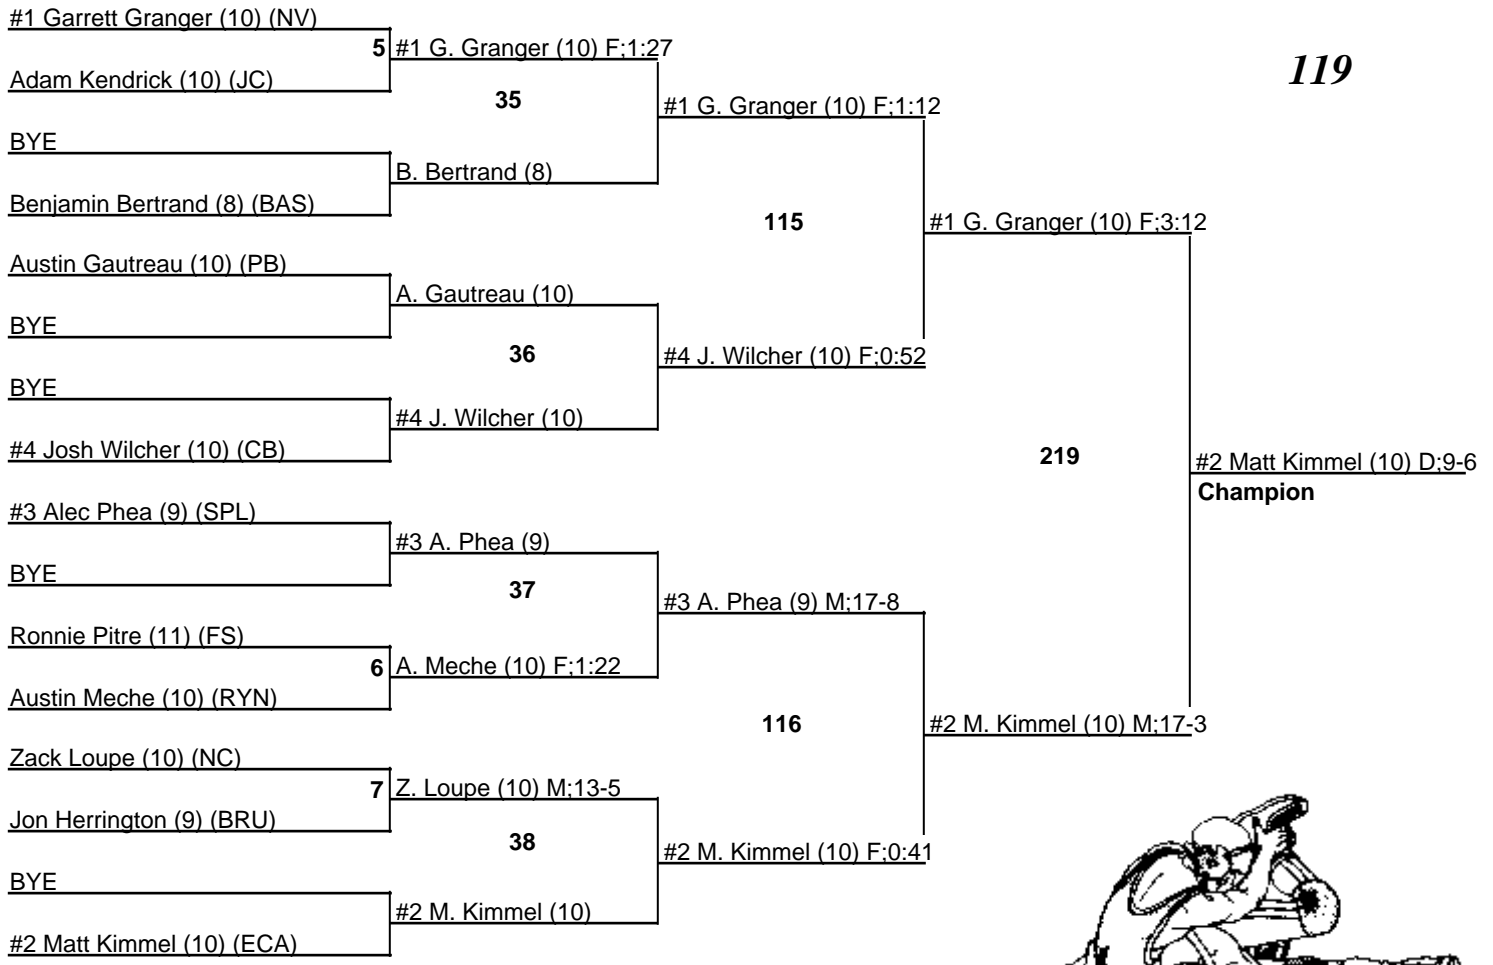 #1 Garrett Granger (10) (NV)
5 #1 G. Granger (10) F;1:27
119
Adam Kendrick (10) (JC)
35
#1 G. Granger (10) F;1:12
BYE
B. Bertrand (8)
Benjamin Bertrand (8) (BAS)
115
#1 G. Granger (10) F;3:12
Austin Gautreau (10) (PB)
A. Gautreau (10)
BYE
36
#4 J. Wilcher (10) F;0:52
BYE
#4 J. Wilcher (10)
#4 Josh Wilcher (10) (CB)
219
#2 Matt Kimmel (10) D;9-6
Champion
#3 Alec Phea (9) (SPL)
#3 A. Phea (9)
BYE
37
#3 A. Phea (9) M;17-8
Ronnie Pitre (11) (FS)
6 A. Meche (10) F;1:22
Austin Meche (10) (RYN)
116
#2 M. Kimmel (10) M;17-3
Zack Loupe (10) (NC)
7 Z. Loupe (10) M;13-5
Jon Herrington (9) (BRU)
38
#2 M. Kimmel (10) F;0:41
BYE
#2 M. Kimmel (10)
#2 Matt Kimmel (10) (ECA)